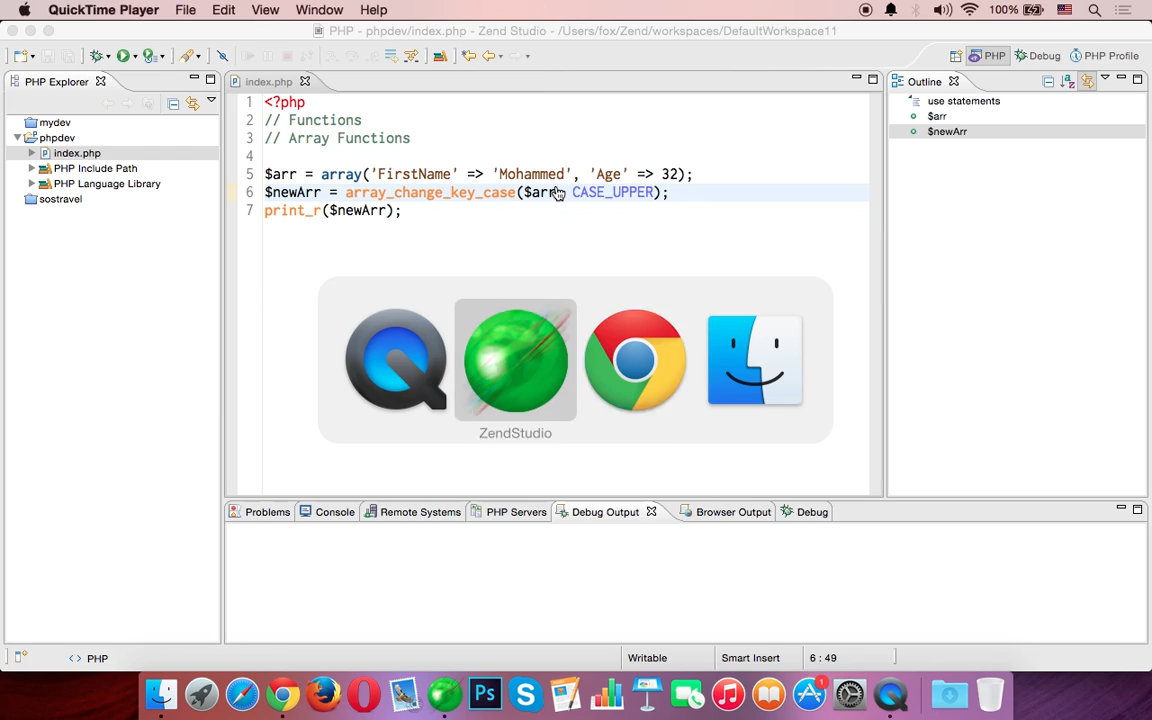 QuickTime Player File Edit View Window Help 100%
PHP - phpdev/index.php - Zend Studio - /Users/fox/Zend/workspaces/DefaultWorkspace11
PHP Debug PHP Profile
PHP Explorer
index.php
Outline
mydev
phpdev
index.php
PHP Include Path
PHP Language Library
sostravel
1 <?php
2 // Functions
3 // Array Functions
4
5 $arr = array('FirstName' => 'Mohammed', 'Age' => 32);
6 $newArr = array_change_key_case($arr, CASE_UPPER);
7 print_r($newArr);
use statements
$arr
$newArr
ZendStudio
Problems Console Remote Systems PHP Servers Debug Output Browser Output Debug
<> PHP Writable Smart Insert 6 : 49
Ps
1